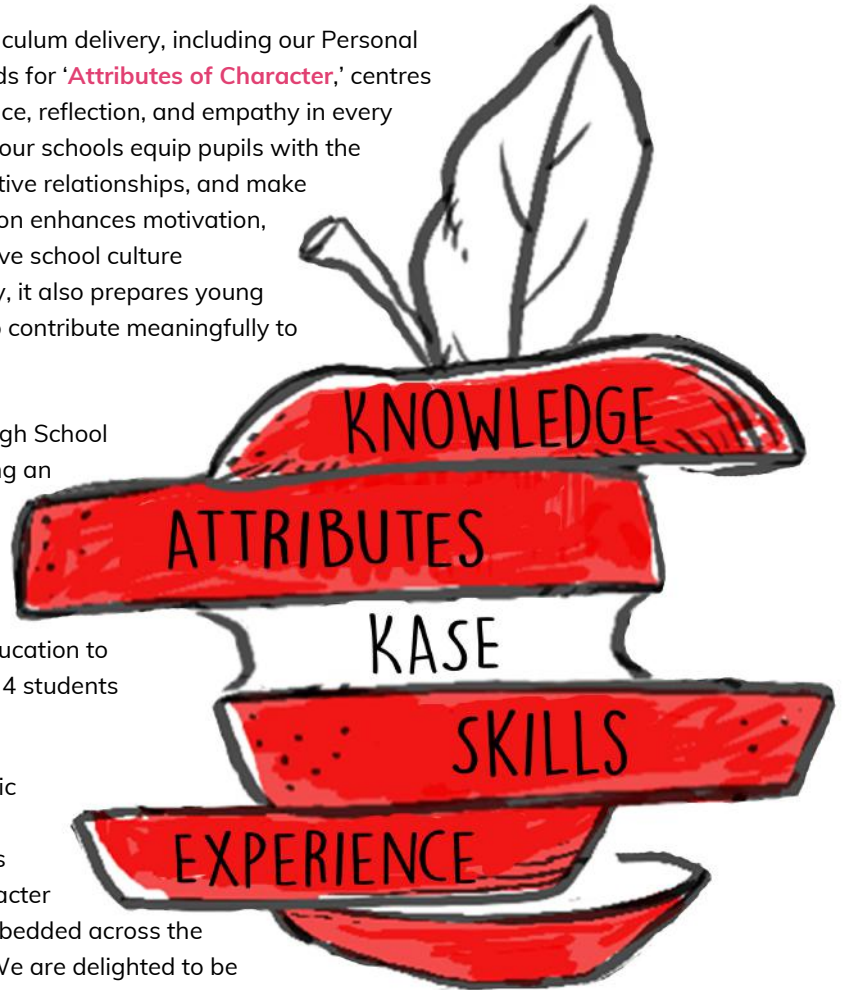 culum delivery, including our Personal
ds for ‘Attributes of Character,’ centres
ce, reflection, and empathy in every
our schools equip pupils with the
tive relationships, and make
on enhances motivation,
ve school culture
y, it also prepares young
o contribute meaningfully to
KNOWLEDGE
gh School
ng an
ATTRIBUTES
KASE
ucation to
4 students
SKILLS
ic
EXPERIENCE
s
acter
bedded across the
We are delighted to be